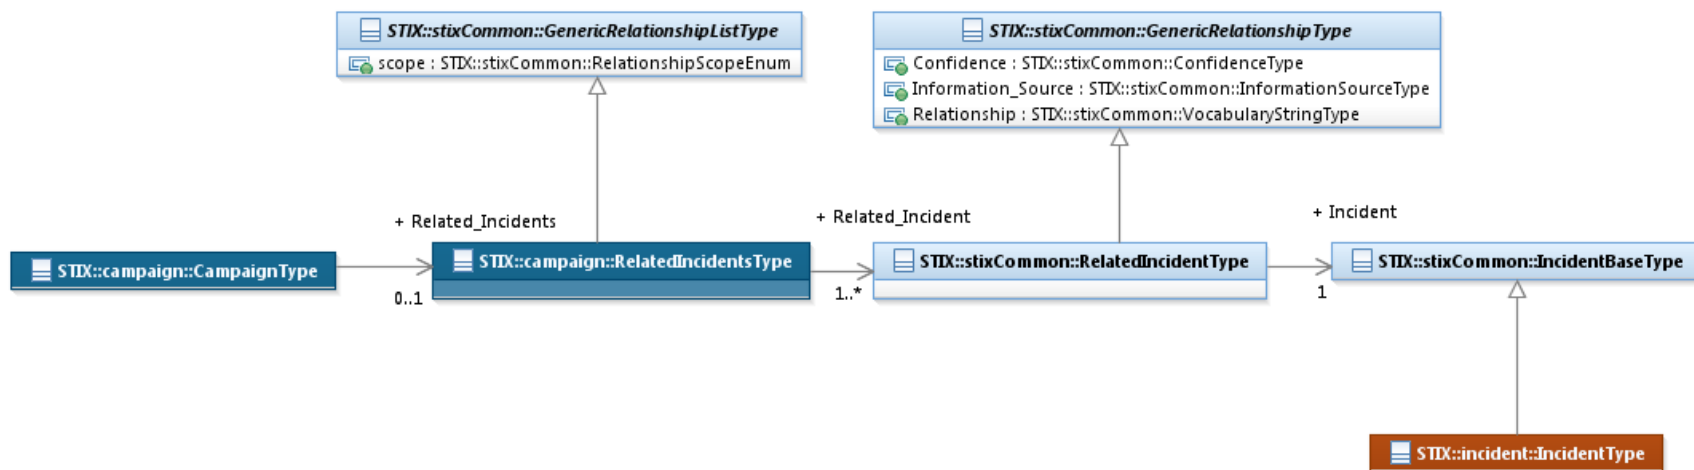 STIX::stixCommon::GenericRelationshipListType
scope : STIX::stixCommon::RelationshipScopeEnum
STIX::stixCommon::GenericRelationshipType
Confidence : STIX::stixCommon::ConfidenceType
Information_Source : STIX::stixCommon::InformationSourceType
Relationship : STIX::stixCommon::VocabularyStringType
+ Related_Incidents
+ Related_Incident
+ Incident
STIX::campaign::CampaignType
STIX::campaign::RelatedIncidentsType
STIX::stixCommon::RelatedIncidentType
STIX::stixCommon::IncidentBaseType
0..1
1..*
1
STIX::incident::IncidentType